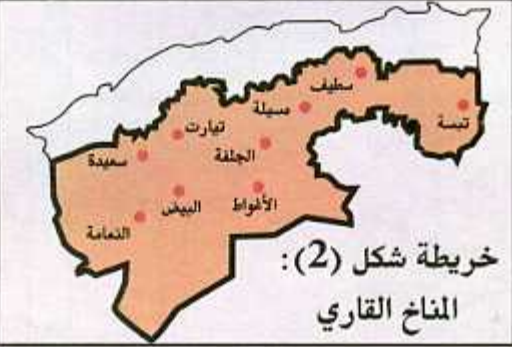 سطيف
مسيلة
تبسة
تيارت
الجلفة
سعيدة
الأغواط
البيض
النعامة
خريطة شكل (2):
المناخ القاري